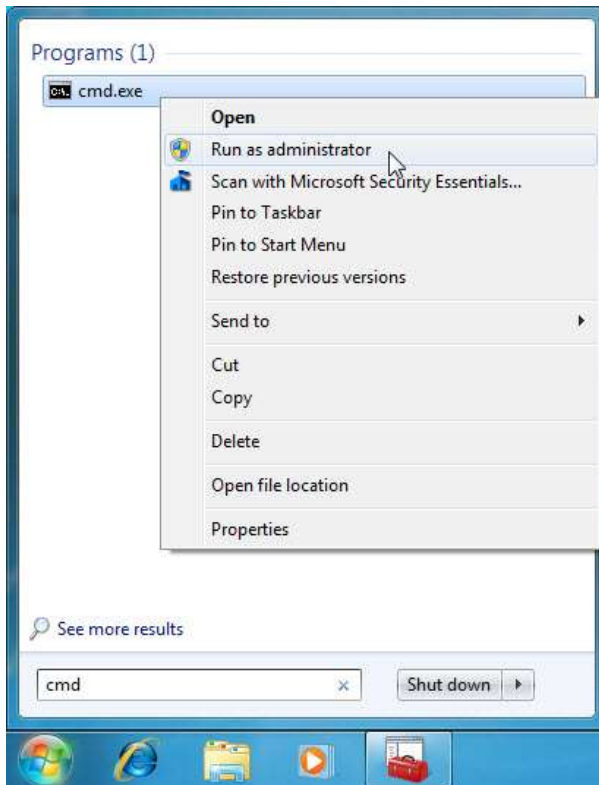 Programs (1)
cmd.exe
Open
Run as administrator
Scan with Microsoft Security Essentials...
Pin to Taskbar
Pin to Start Menu
Restore previous versions
Send to
Cut
Copy
Delete
Open file location
Properties
See more results
cmd
Shut down